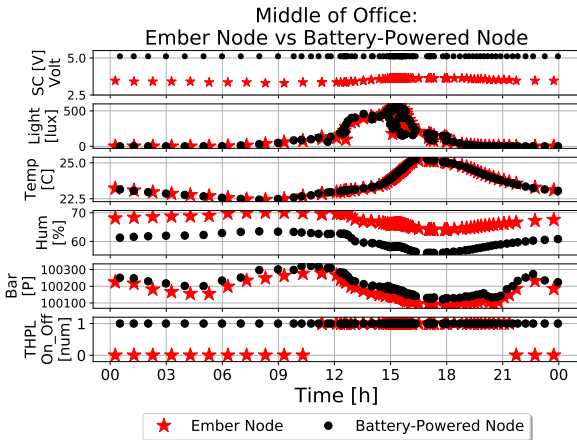 Middle of Office:
Ember Node vs Battery-Powered Node
SC [V]
Volt
5.0
2.5
Light
[lux]
500
0
Temp
[C]
25.0
22.5
Hum
[%]
70
60
Bar
[P]
100300
100200
100100
THPL
On_Off
[num]
1
0
00 03 06 09 12 15 18 21 00
Time [h]
Ember Node Battery-Powered Node